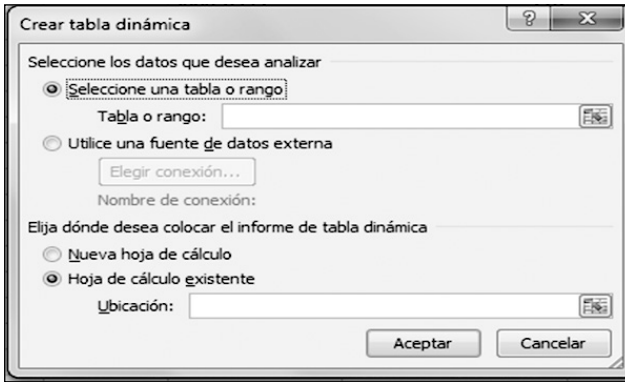 Crear tabla dinámica
Seleccione los datos que desea analizar
Seleccione una tabla o rango
Tabla o rango:
Utilice una fuente de datos externa
Elegir conexión...
Nombre de conexión:
Elija dónde desea colocar el informe de tabla dinámica
Nueva hoja de cálculo
Hoja de cálculo existente
Ubicación:
Aceptar Cancelar